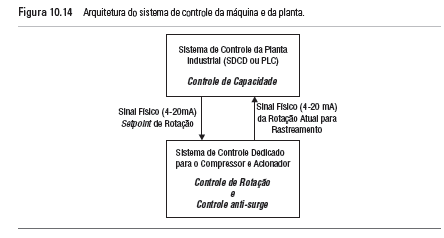 Figura 10.14 Arquitetura do sistema de controle da máquina e da planta.
Sistema de Controle da Planta
Industrial (SDCD ou PLC)
Controle de Capacidade
Sinal Físico (4-20mA)
Setpoint de Rotação
Sinal Físico (4-20 mA)
da Rotação Atual para
Rastreamento
Sistema de Controle Dedicado
para o Compressor e Acionador
Controle de Rotação
e
Controle anti-surge